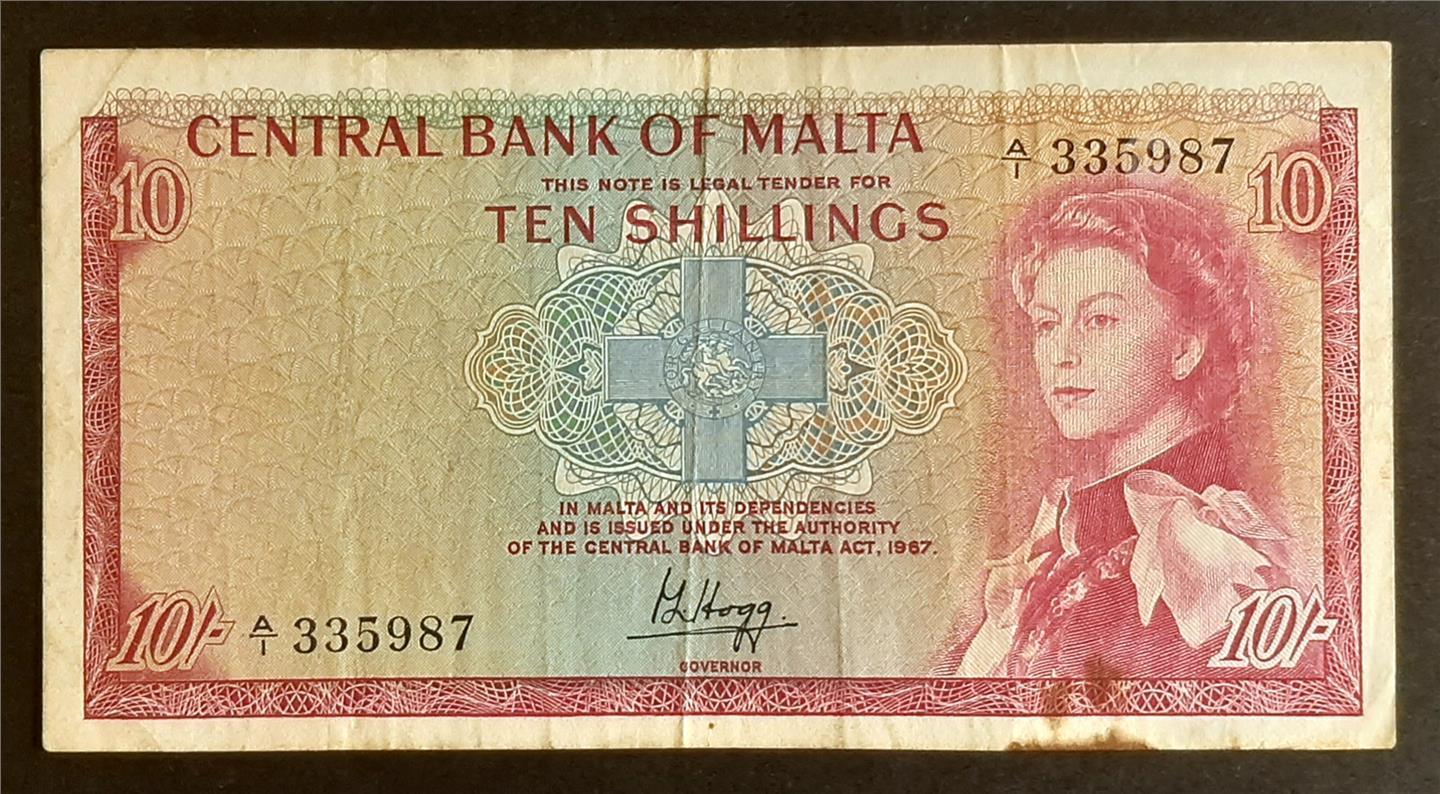 CENTRAL BANK OF MALTA
A/1 335987
10
10
THIS NOTE IS LEGAL TENDER FOR
TEN SHILLINGS
IN MALTA AND ITS DEPENDENCIES
AND IS ISSUED UNDER THE AUTHORITY
OF THE CENTRAL BANK OF MALTA ACT, 1967.
Hogg.
GOVERNOR
10/-
A/1 335987
10/-